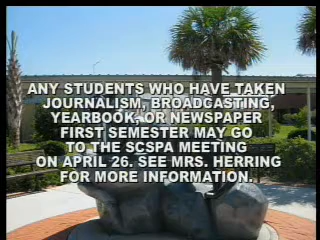 ANY STUDENTS WHO HAVE TAKEN
JOURNALISM, BROADCASTING,
YEARBOOK, OR NEWSPAPER
FIRST SEMESTER MAY GO
TO THE SCSPA MEETING
ON APRIL 26. SEE MRS. HERRING
FOR MORE INFORMATION.